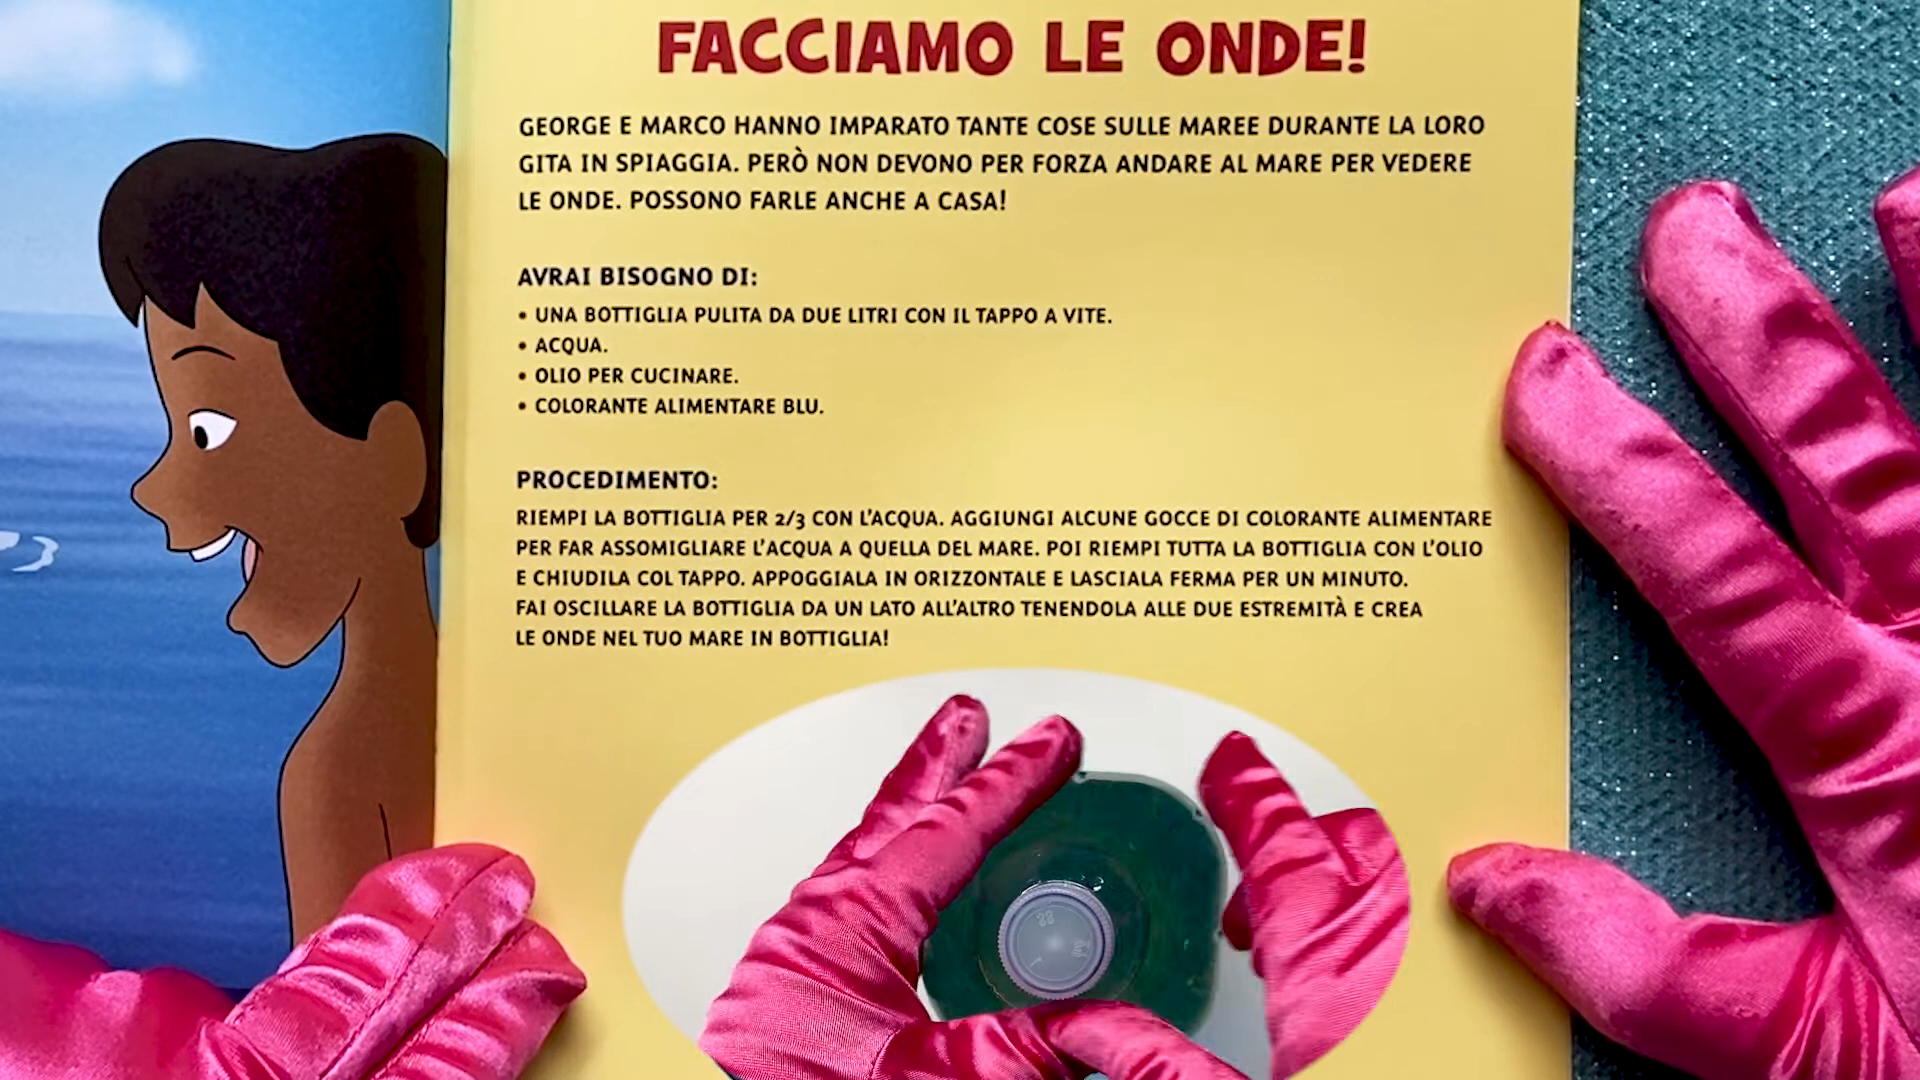 FACCIAMO LE ONDE!
GEORGE E MARCO HANNO IMPARATO TANTE COSE SULLE MAREE DURANTE LA LORO
GITA IN SPIAGGIA. PERÒ NON DEVONO PER FORZA ANDARE AL MARE PER VEDERE
LE ONDE. POSSONO FARLE ANCHE A CASA!
AVRAI BISOGNO DI:
• UNA BOTTIGLIA PULITA DA DUE LITRI CON IL TAPPO A VITE.
• ACQUA.
• OLIO PER CUCINARE.
• COLORANTE ALIMENTARE BLU.
PROCEDIMENTO:
RIEMPI LA BOTTIGLIA PER 2/3 CON L'ACQUA. AGGIUNGI ALCUNE GOCCE DI COLORANTE ALIMENTARE
PER FAR ASSOMIGLIARE L'ACQUA A QUELLA DEL MARE. POI RIEMPI TUTTA LA BOTTIGLIA CON L'OLIO
E CHIUDILA COL TAPPO. APPOGGIALA IN ORIZZONTALE E LASCIALA FERMA PER UN MINUTO.
FAI OSCILLARE LA BOTTIGLIA DA UN LATO ALL'ALTRO TENENDOLA ALLE DUE ESTREMITÀ E CREA
LE ONDE NEL TUO MARE IN BOTTIGLIA!